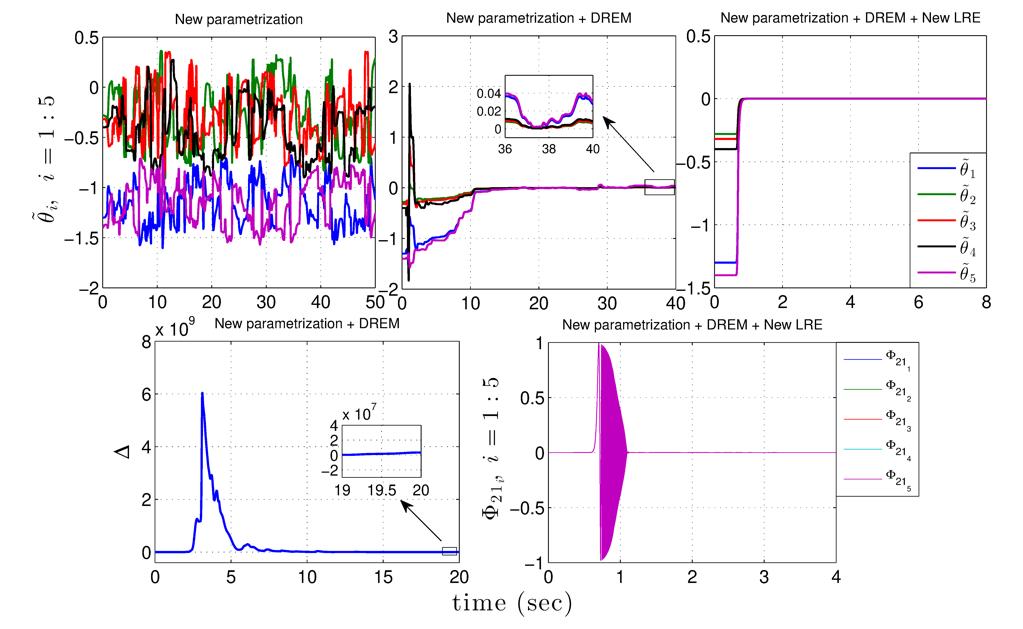 New parametrization
New parametrization + DREM
New parametrization + DREM + New LRE
θ̃ᵢ, i = 1 : 5
0.5
0
−0.5
−1
−1.5
−2
0 10 20 30 40 50
3
2
1
0
−1
−2
0 10 20 30 40
0.04
0.02
0
36 38 40
0.5
0
−0.5
−1
−1.5
0 2 4 6 8
θ̃₁
θ̃₂
θ̃₃
θ̃₄
θ̃₅
New parametrization + DREM
New parametrization + DREM + New LRE
x 10⁹
Δ
8
6
4
2
0
0 5 10 15 20
x 10⁷
4
2
0
−2
19 19.5 20
Φ₂₁ᵢ, i = 1 : 5
1
0.5
0
−0.5
−1
0 1 2 3 4
Φ₂₁₁
Φ₂₁₂
Φ₂₁₃
Φ₂₁₄
Φ₂₁₅
time (sec)